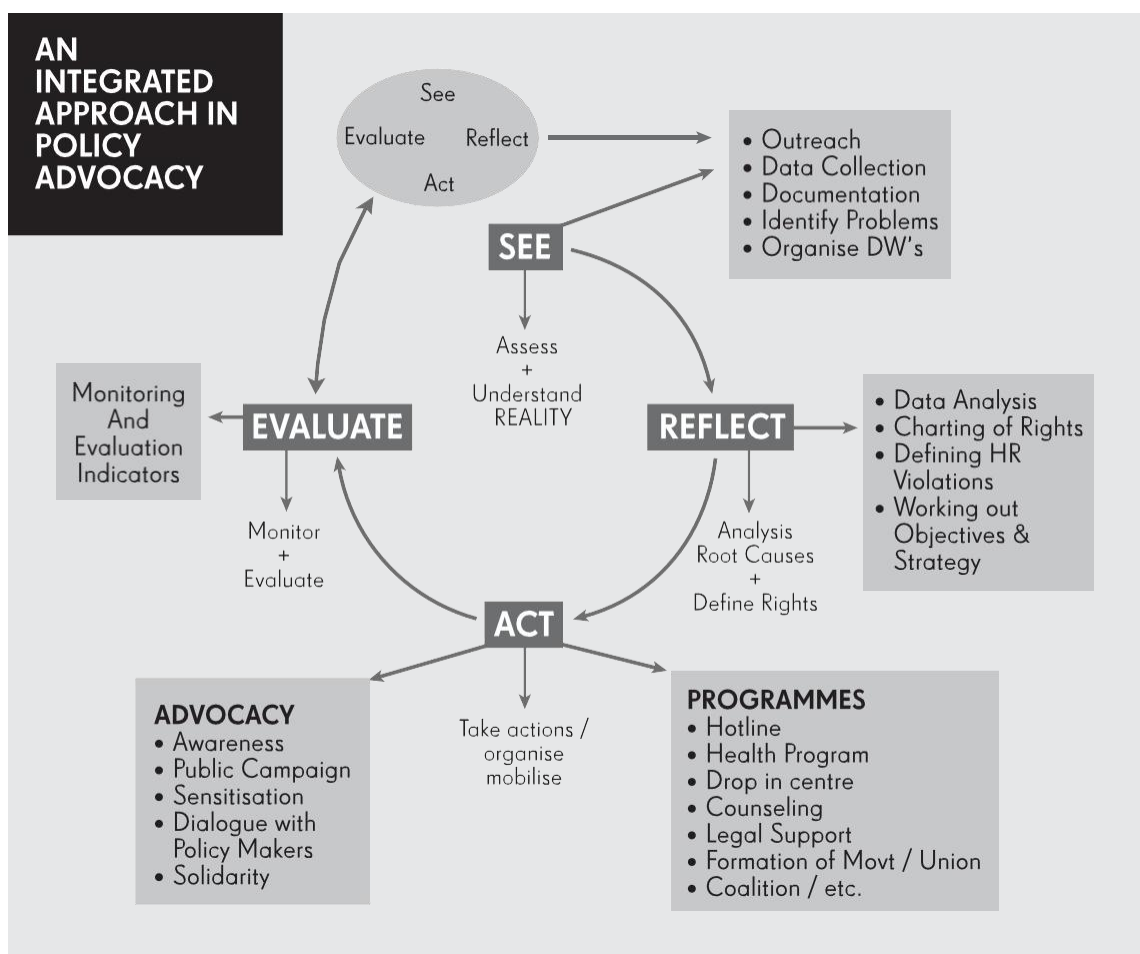 AN
INTEGRATED
APPROACH IN
POLICY
ADVOCACY
See
Evaluate
Reflect
Act
• Outreach
• Data Collection
• Documentation
• Identify Problems
• Organise DW's
SEE
Assess
+
Understand
REALITY
Monitoring
And
Evaluation
Indicators
EVALUATE
Monitor
+
Evaluate
REFLECT
Analysis
Root Causes
+
Define Rights
• Data Analysis
• Charting of Rights
• Defining HR
Violations
• Working out
Objectives &
Strategy
ACT
Take actions /
organise
mobilise
ADVOCACY
• Awareness
• Public Campaign
• Sensitisation
• Dialogue with
Policy Makers
• Solidarity
PROGRAMMES
• Hotline
• Health Program
• Drop in centre
• Counseling
• Legal Support
• Formation of Movt / Union
• Coalition / etc.